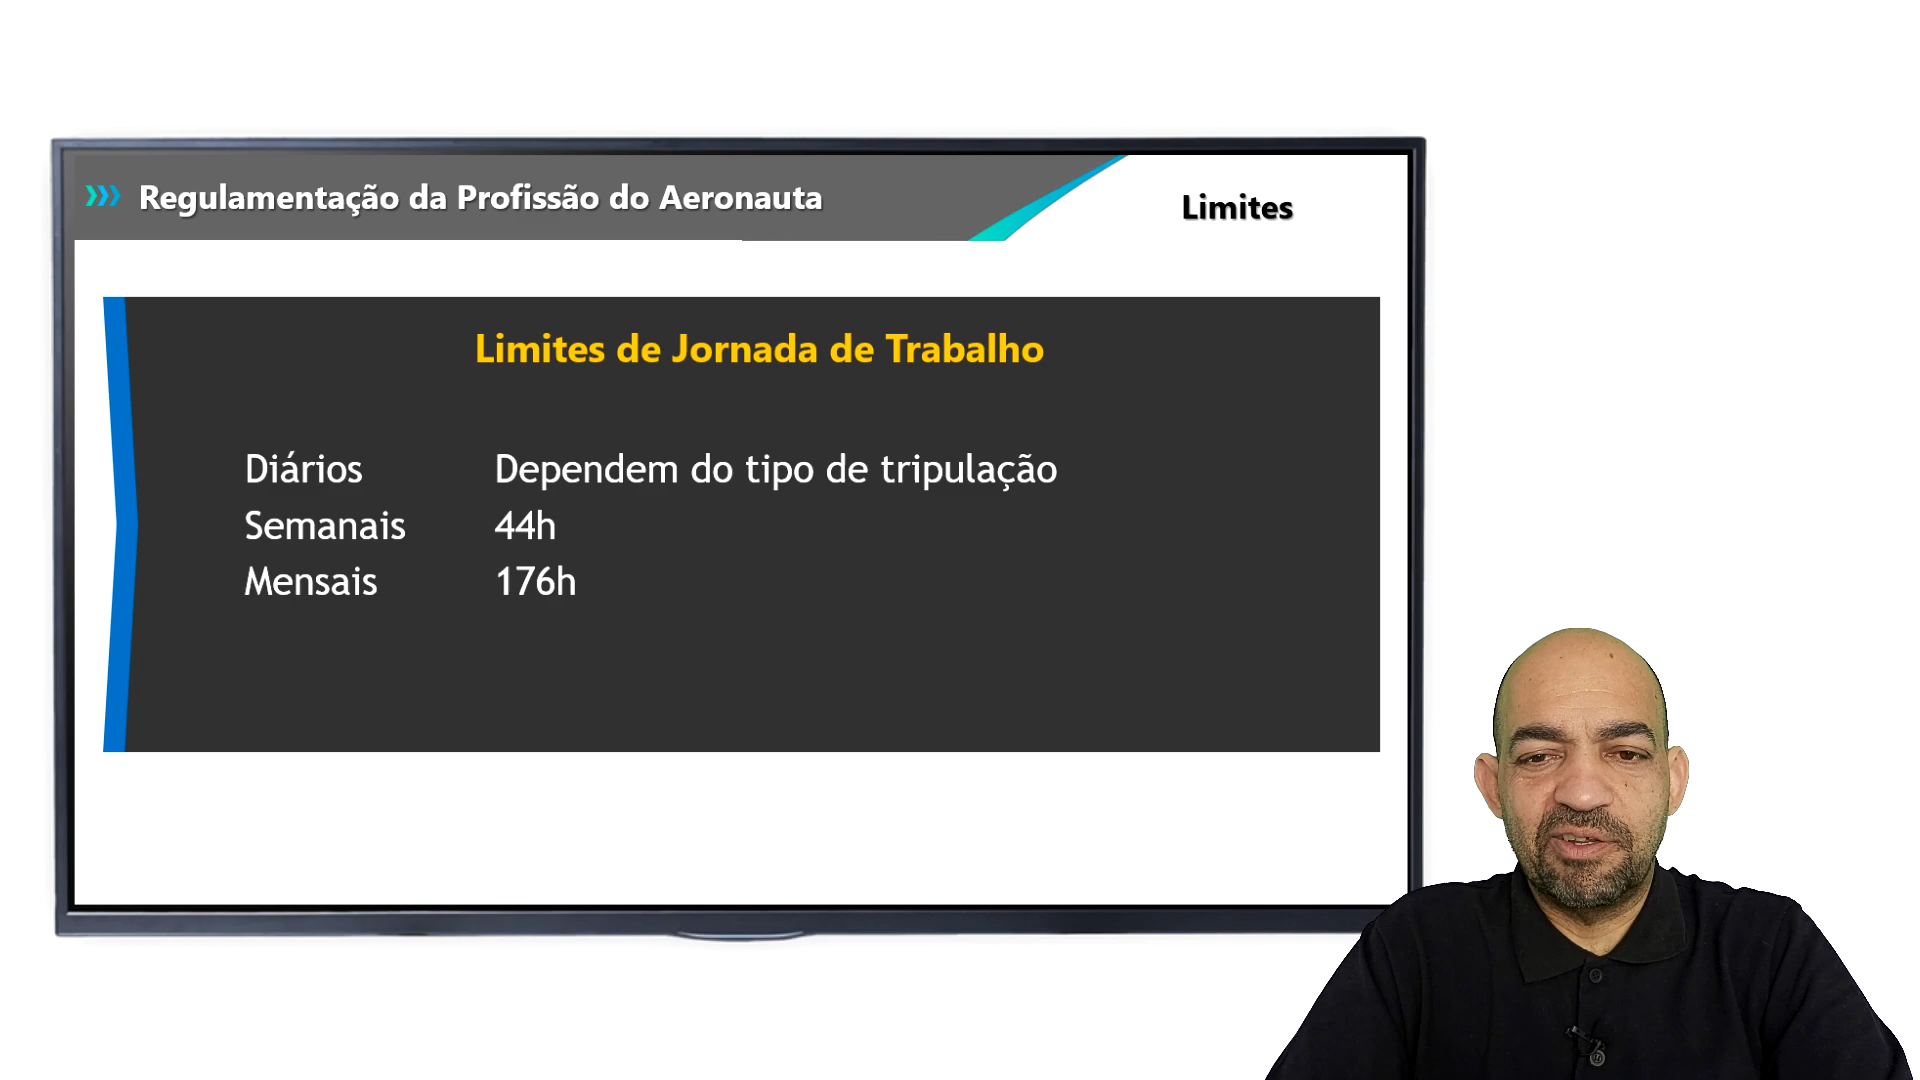 Regulamentação da Profissão do Aeronauta
Limites
Limites de Jornada de Trabalho
Diários Dependem do tipo de tripulação
Semanais 44h
Mensais 176h